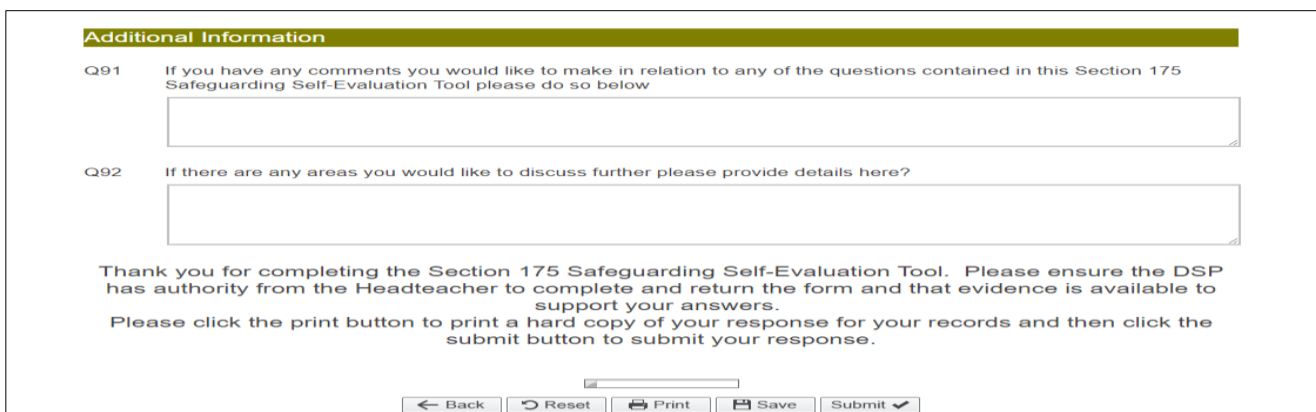 Additional Information
Q91 If you have any comments you would like to make in relation to any of the questions contained in this Section 175
Safeguarding Self-Evaluation Tool please do so below
Q92 If there are any areas you would like to discuss further please provide details here?
Thank you for completing the Section 175 Safeguarding Self-Evaluation Tool. Please ensure the DSP
has authority from the Headteacher to complete and return the form and that evidence is available to
support your answers.
Please click the print button to print a hard copy of your response for your records and then click the
submit button to submit your response.
Back Reset Print Save Submit